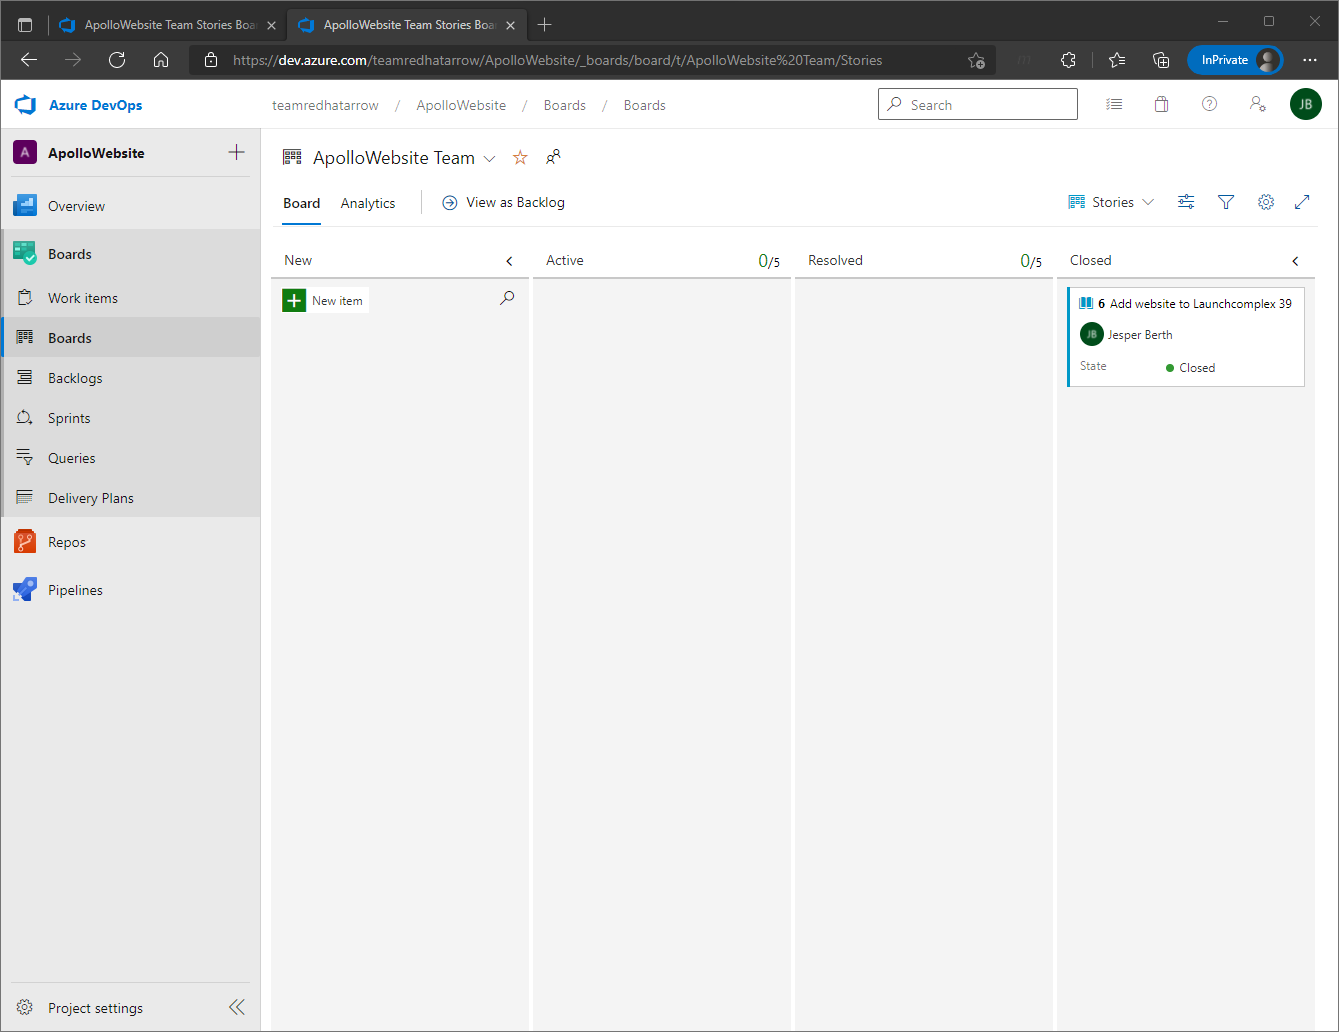 ApolloWebsite Team Stories Boa
ApolloWebsite Team Stories Boa
https://dev.azure.com/teamredhatarrow/ApolloWebsite/_boards/board/t/ApolloWebsite%20Team/Stories
InPrivate
Azure DevOps
teamredhatarrow / ApolloWebsite / Boards / Boards
Search
JB
A ApolloWebsite
Overview
Boards
Work items
Boards
Backlogs
Sprints
Queries
Delivery Plans
Repos
Pipelines
Project settings
ApolloWebsite Team
Board Analytics View as Backlog
Stories
New
Active 0/5
Resolved 0/5
Closed
New item
6 Add website to Launchcomplex 39
JB Jesper Berth
State Closed